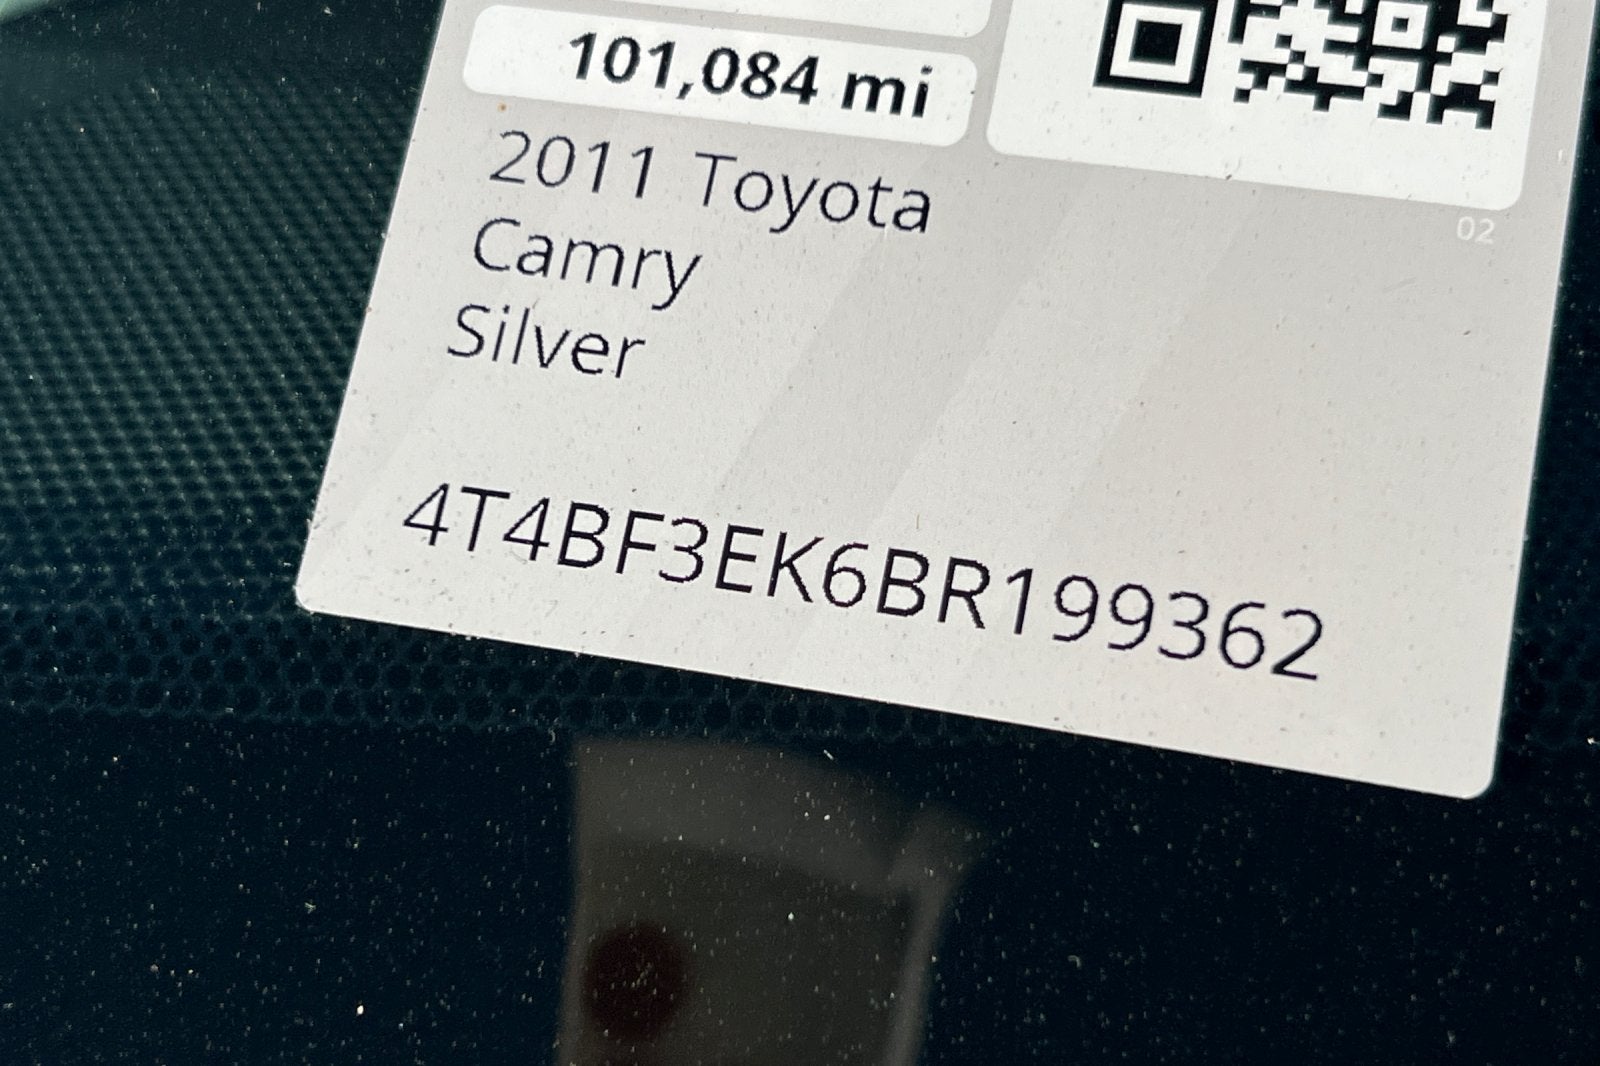 101,084 mi
02
2011 Toyota
Camry
Silver
4T4BF3EK6BR199362